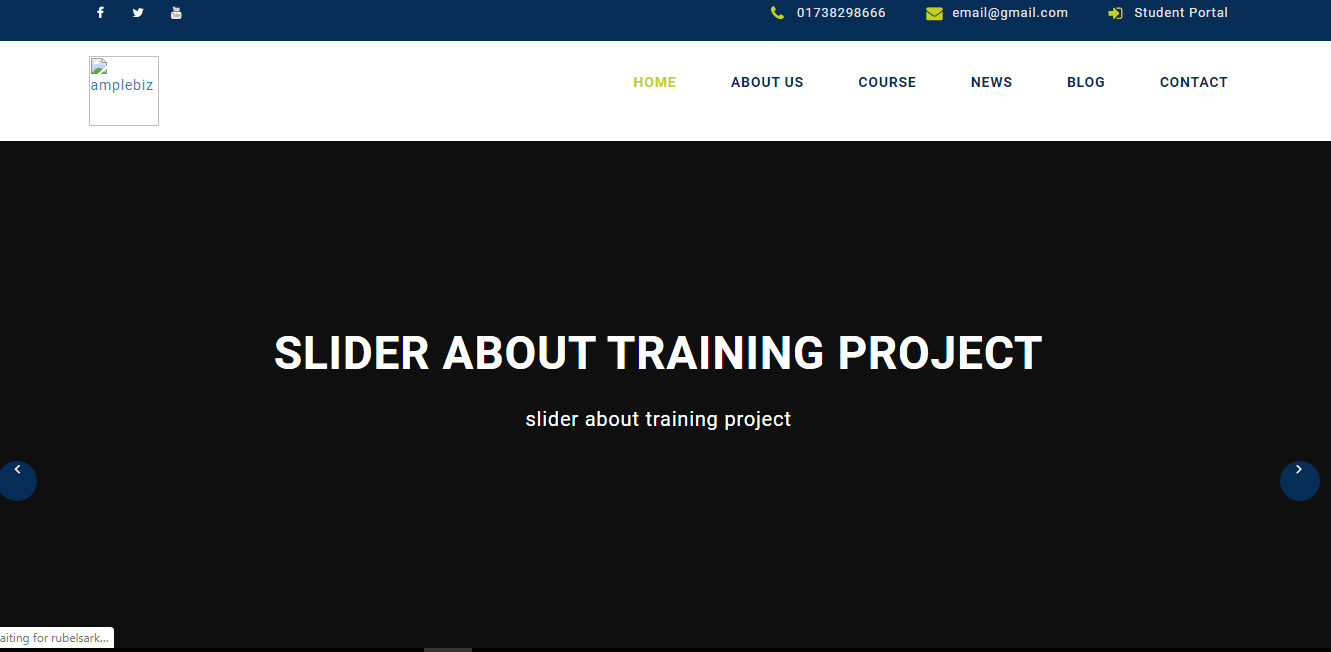 01738298666 email@gmail.com Student Portal
amplebiz
HOME ABOUT US COURSE NEWS BLOG CONTACT
SLIDER ABOUT TRAINING PROJECT
slider about training project
aiting for rubelsark...